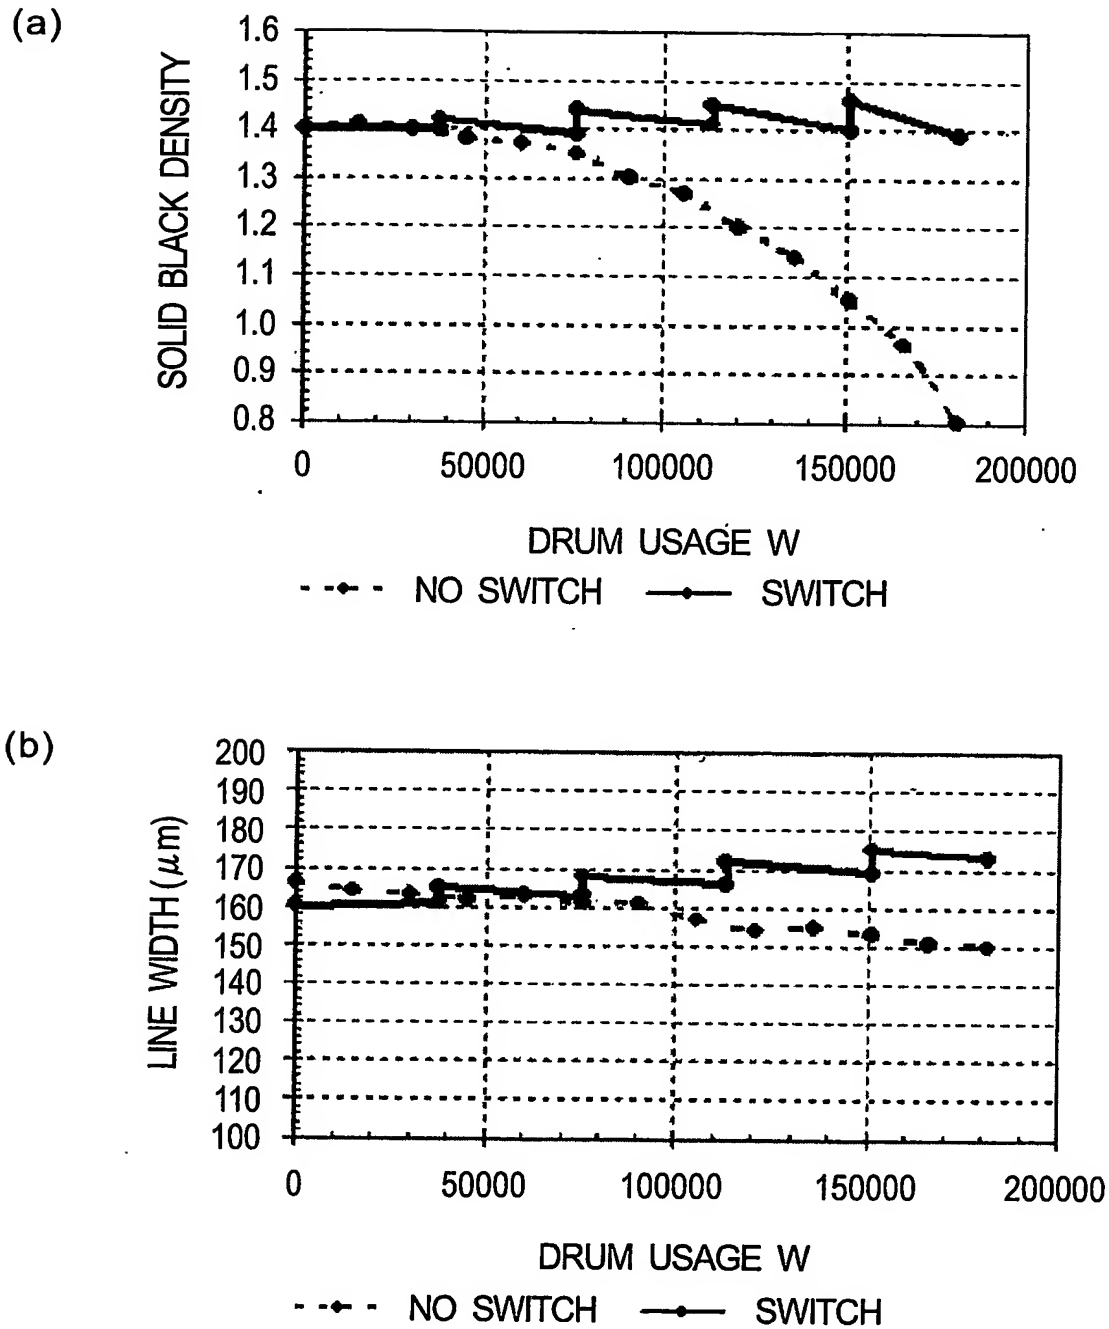 (a)
SOLID BLACK DENSITY
1.6
1.5
1.4
1.3
1.2
1.1
1.0
0.9
0.8
0 50000 100000 150000 200000
DRUM USAGE W
NO SWITCH SWITCH
(b)
LINE WIDTH (μm)
200
190
180
170
160
150
140
130
120
110
100
0 50000 100000 150000 200000
DRUM USAGE W
NO SWITCH SWITCH